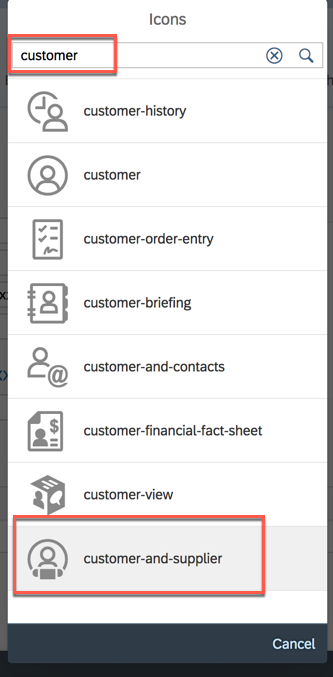 Icons
customer
customer-history
customer
customer-order-entry
customer-briefing
customer-and-contacts
customer-financial-fact-sheet
customer-view
customer-and-supplier
Cancel